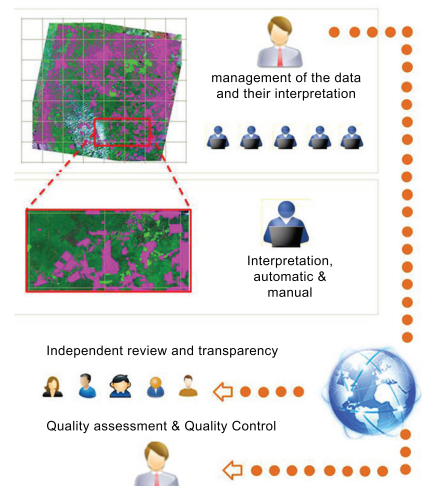 management of the data
and their interpretation
Interpretation,
automatic &
manual
Independent review and transparency
Quality assessment & Quality Control